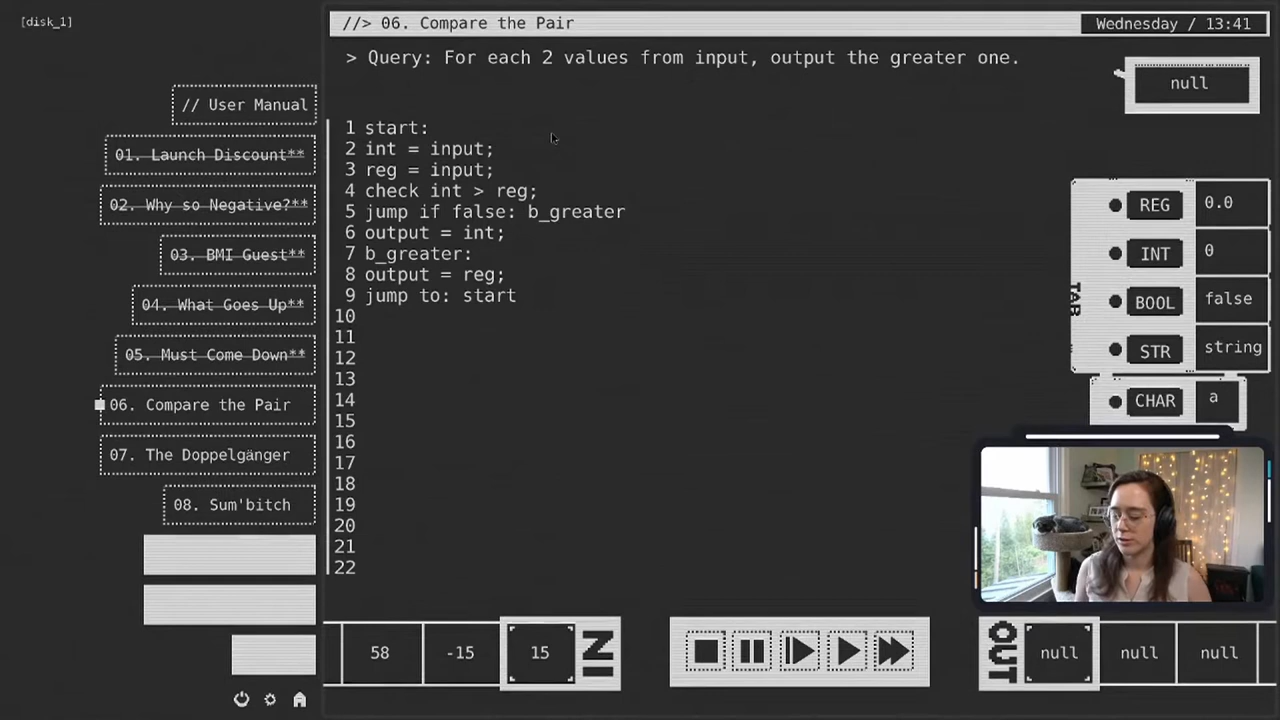 [disk_1]
//> 06. Compare the Pair
Wednesday / 13:41
> Query: For each 2 values from input, output the greater one.
null
// User Manual
01. Launch Discount**
02. Why so Negative?**
03. BMI Guest**
04. What Goes Up**
05. Must Come Down**
06. Compare the Pair
07. The Doppelgänger
08. Sum'bitch
1 start:
2 int = input;
3 reg = input;
4 check int > reg;
5 jump if false: b_greater
6 output = int;
7 b_greater:
8 output = reg;
9 jump to: start
10
11
12
13
14
15
16
17
18
19
20
21
22
TAB
REG 0.0
INT 0
BOOL false
STR string
CHAR a
58 -15 15 IN
OUT null null null